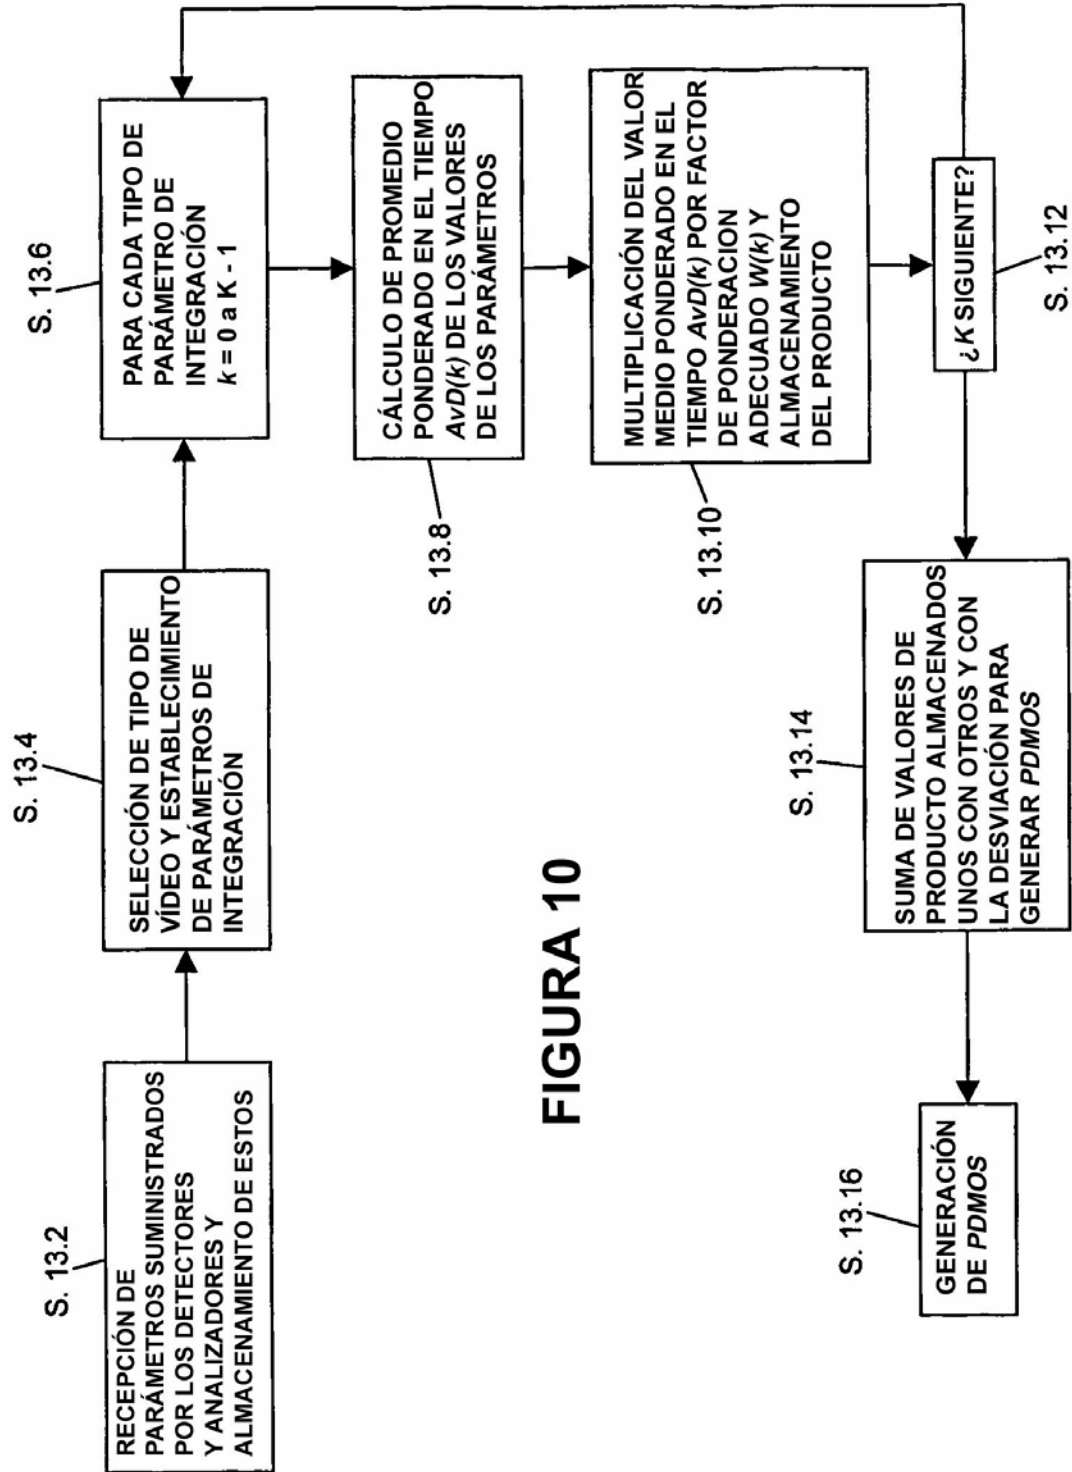 S. 13.2
RECEPCIÓN DE
PARÁMETROS SUMINISTRADOS
POR LOS DETECTORES
Y ANALIZADORES Y
ALMACENAMIENTO DE ESTOS
S. 13.4
SELECCIÓN DE TIPO DE
VÍDEO Y ESTABLECIMIENTO
DE PARÁMETROS DE
INTEGRACIÓN
S. 13.6
PARA CADA TIPO DE
PARÁMETRO DE
INTEGRACIÓN
k = 0 a K - 1
S. 13.8
CÁLCULO DE PROMEDIO
PONDERADO EN EL TIEMPO
AvD(k) DE LOS VALORES
DE LOS PARÁMETROS
S. 13.10
MULTIPLICACIÓN DEL VALOR
MEDIO PONDERADO EN EL
TIEMPO AvD(k) POR FACTOR
DE PONDERACION
ADECUADO W(k) Y
ALMACENAMIENTO
DEL PRODUCTO
¿K SIGUIENTE?
S. 13.12
S. 13.14
SUMA DE VALORES DE
PRODUCTO ALMACENADOS
UNOS CON OTROS Y CON
LA DESVIACIÓN PARA
GENERAR PDMOS
S. 13.16
GENERACIÓN
DE PDMOS
FIGURA 10